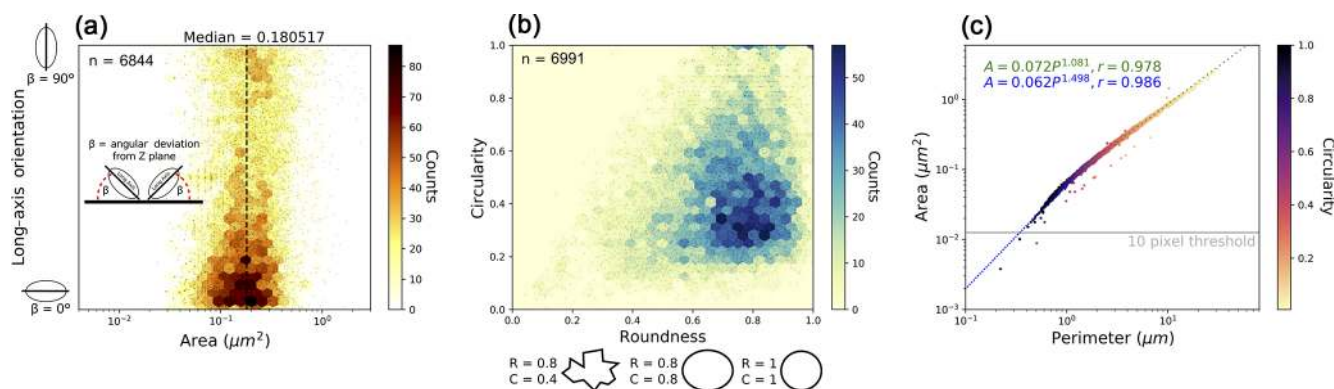 (a)
Median = 0.180517
n = 6844
β = 90°
β = angular deviation
from Z plane
Long Axis
Long Axis
β
β
β = 0°
Long-axis orientation
10⁻²
10⁻¹
10⁰
Area (μm²)
80
70
60
50
40
30
20
10
0
Counts
(b)
n = 6991
1.0
0.8
0.6
0.4
0.2
0.0
Circularity
0.0
0.2
0.4
0.6
0.8
1.0
Roundness
50
40
30
20
10
0
Counts
R = 0.8
C = 0.4
R = 0.8
C = 0.8
R = 1
C = 1
(c)
A = 0.072P^1.081, r = 0.978
A = 0.062P^1.498, r = 0.986
10⁰
10⁻¹
10⁻²
10⁻³
Area (μm²)
10 pixel threshold
10⁻¹
10⁰
10¹
Perimeter (μm)
1.0
0.8
0.6
0.4
0.2
Circularity